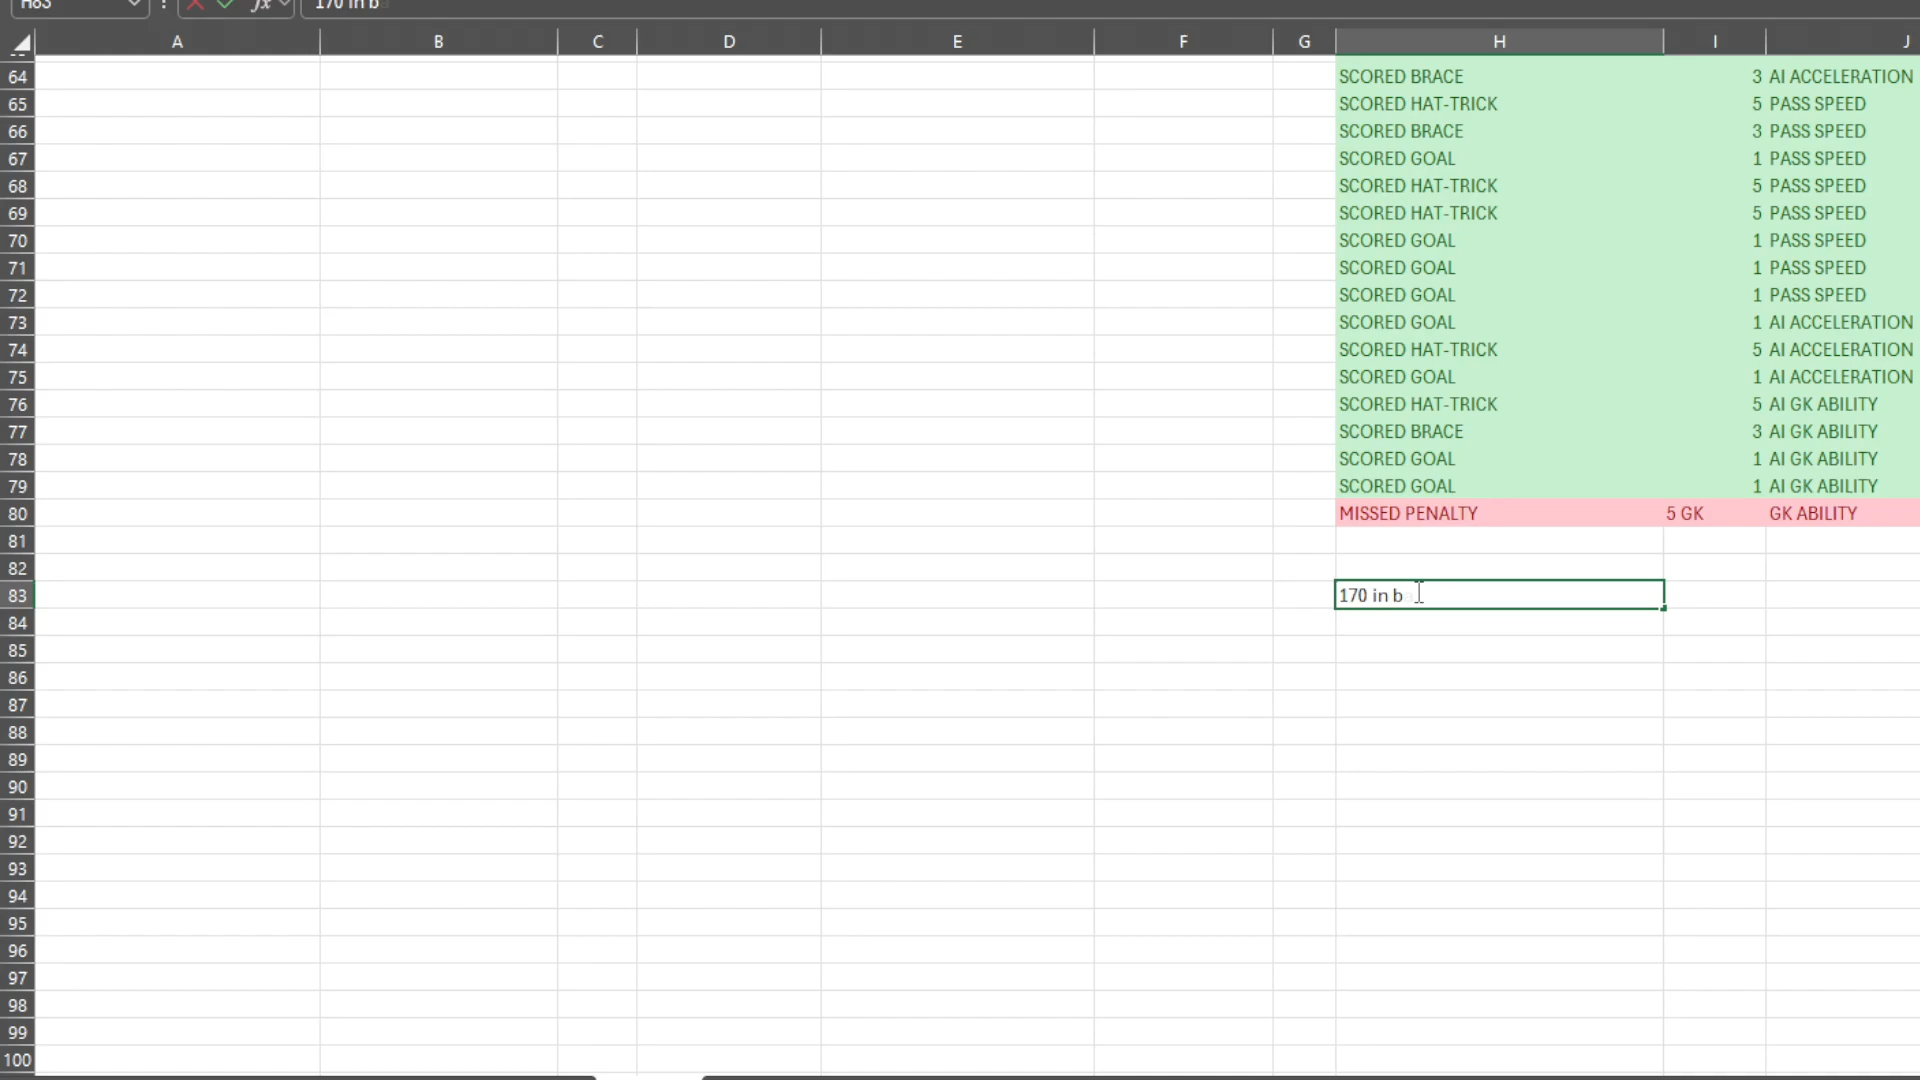 H83 fx 170 in b
A B C D E F G H I J
64 SCORED BRACE 3 AI ACCELERATION
65 SCORED HAT-TRICK 5 PASS SPEED
66 SCORED BRACE 3 PASS SPEED
67 SCORED GOAL 1 PASS SPEED
68 SCORED HAT-TRICK 5 PASS SPEED
69 SCORED HAT-TRICK 5 PASS SPEED
70 SCORED GOAL 1 PASS SPEED
71 SCORED GOAL 1 PASS SPEED
72 SCORED GOAL 1 PASS SPEED
73 SCORED GOAL 1 AI ACCELERATION
74 SCORED HAT-TRICK 5 AI ACCELERATION
75 SCORED GOAL 1 AI ACCELERATION
76 SCORED HAT-TRICK 5 AI GK ABILITY
77 SCORED BRACE 3 AI GK ABILITY
78 SCORED GOAL 1 AI GK ABILITY
79 SCORED GOAL 1 AI GK ABILITY
80 MISSED PENALTY 5 GK GK ABILITY
81
82
83 170 in b
84
85
86
87
88
89
90
91
92
93
94
95
96
97
98
99
100